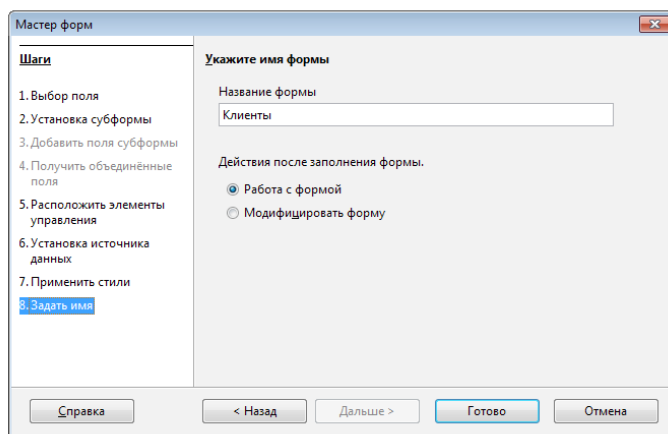 Мастер форм
Шаги
1. Выбор поля
2. Установка субформы
3. Добавить поля субформы
4. Получить объединённые
поля
5. Расположить элементы
управления
6. Установка источника
данных
7. Применить стили
8. Задать имя
Укажите имя формы
Название формы
Клиенты
Действия после заполнения формы.
Работа с формой
Модифицировать форму
Справка
< Назад
Дальше >
Готово
Отмена